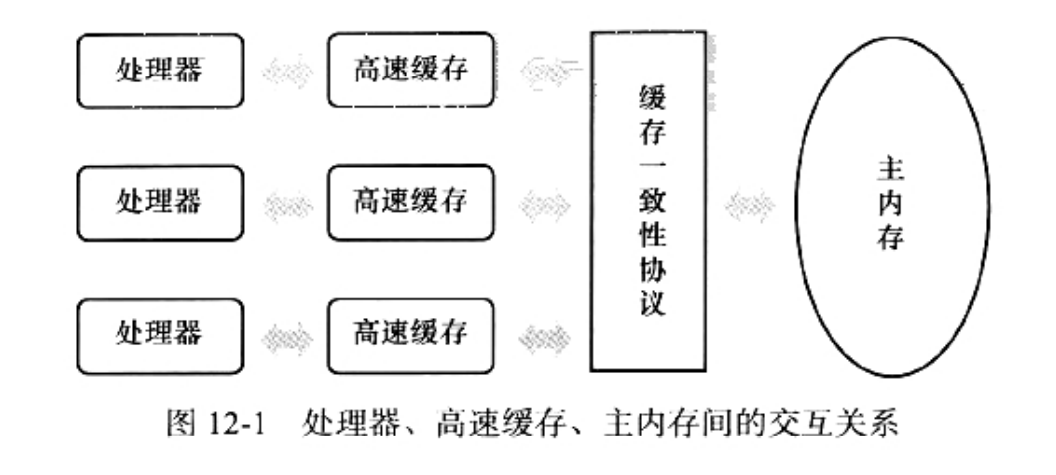 处理器
高速缓存
处理器
高速缓存
处理器
高速缓存
缓存一致性协议
主内存
图 12-1 处理器、高速缓存、主内存间的交互关系